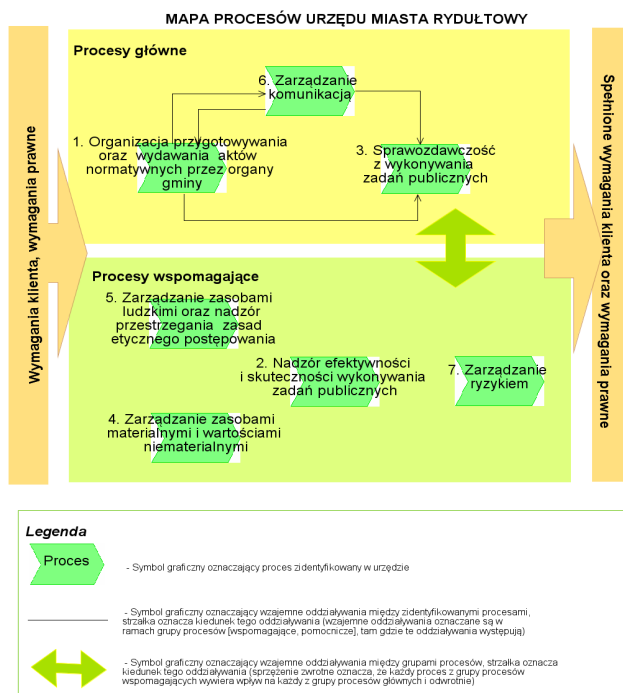 MAPA PROCESÓW URZĘDU MIASTA RYDUŁTOWY
Wymagania klienta, wymagania prawne
Procesy główne
6. Zarządzanie
komunikacją
1. Organizacja przygotowywania
oraz wydawania aktów
normatywnych przez organy
gminy
3. Sprawozdawczość
z wykonywania
zadań publicznych
Procesy wspomagające
5. Zarządzanie zasobami
ludzkimi oraz nadzór
przestrzegania zasad
etycznego postępowania
2. Nadzór efektywności
i skuteczności wykonywania
zadań publicznych
7. Zarządzanie
ryzykiem
4. Zarządzanie zasobami
materialnymi i wartościami
niematerialnymi
Spełnione wymagania klienta oraz wymagania prawne
Legenda
Proces
- Symbol graficzny oznaczający proces zidentyfikowany w urzędzie
- Symbol graficzny oznaczający wzajemne oddziaływania między zidentyfikowanymi procesami,
strzałka oznacza kiedunek tego oddziaływania (wzajemne oddziaływania oznaczane są w
ramach grupy procesów [wspomagające, pomocnicze], tam gdzie te oddziaływania występują)
- Symbol graficzny oznaczający wzajemne oddziaływania między grupami procesów, strzałka oznacza
kiedunek tego oddziaływania (sprzężenie zwrotne oznacza, że każdy proces z grupy procesów
wspomagających wywiera wpływ na każdy z grupy procesów głównych i odwrotnie)